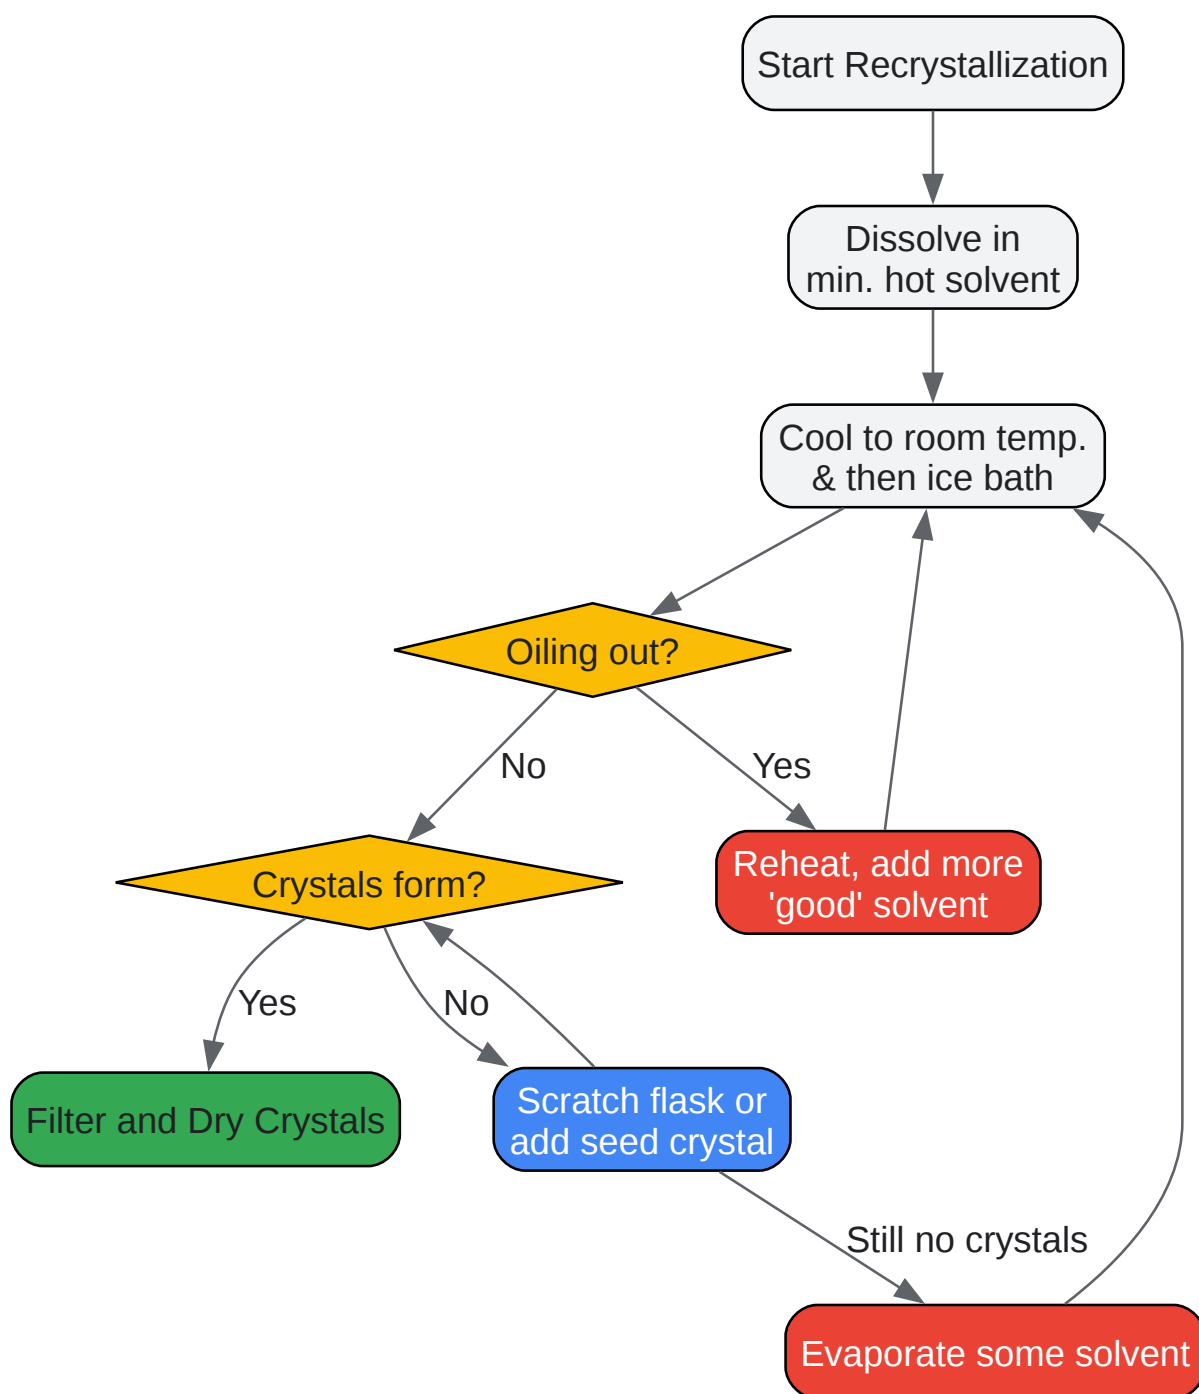 Start Recrystallization
Dissolve in
min. hot solvent
Cool to room temp.
& then ice bath
Oiling out?
No
Yes
Crystals form?
Reheat, add more
'good' solvent
Yes
No
Filter and Dry Crystals
Scratch flask or
add seed crystal
Still no crystals
Evaporate some solvent